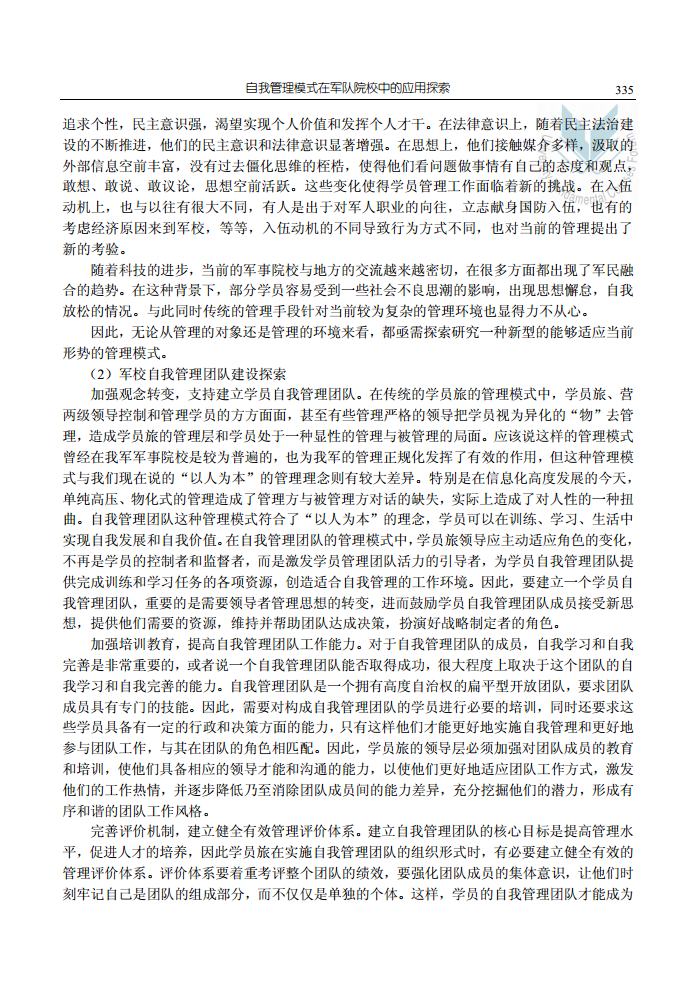 自我管理模式在军队院校中的应用探索
335
追求个性，民主意识强，渴望实现个人价值和发挥个人才干。在法律意识上，随着民主法治建
设的不断推进，他们的民主意识和法律意识显著增强。在思想上，他们接触媒介多样，汲取的
外部信息空前丰富，没有过去僵化思维的桎梏，使得他们看问题做事情有自己的态度和观点，
敢想、敢说、敢议论，思想空前活跃。这些变化使得学员管理工作面临着新的挑战。在入伍
动机上，也与以往有很大不同，有人是出于对军人职业的向往，立志献身国防入伍，也有的
考虑经济原因来到军校，等等，入伍动机的不同导致行为方式不同，也对当前的管理提出了
新的考验。
随着科技的进步，当前的军事院校与地方的交流越来越密切，在很多方面都出现了军民融
合的趋势。在这种背景下，部分学员容易受到一些社会不良思潮的影响，出现思想懈怠，自我
放松的情况。与此同时传统的管理手段针对当前较为复杂的管理环境也显得力不从心。
因此，无论从管理的对象还是管理的环境来看，都亟需探索研究一种新型的能够适应当前
形势的管理模式。
（2）军校自我管理团队建设探索
加强观念转变，支持建立学员自我管理团队。在传统的学员旅的管理模式中，学员旅、营
两级领导控制和管理学员的方方面面，甚至有些管理严格的领导把学员视为异化的“物”去管
理，造成学员旅的管理层和学员处于一种显性的管理与被管理的局面。应该说这样的管理模式
曾经在我军军事院校是较为普遍的，也为我军的管理正规化发挥了有效的作用，但这种管理模
式与我们现在说的“以人为本”的管理理念则有较大差异。特别是在信息化高度发展的今天，
单纯高压、物化式的管理造成了管理方与被管理方对话的缺失，实际上造成了对人性的一种扭
曲。自我管理团队这种管理模式符合了“以人为本”的理念，学员可以在训练、学习、生活中
实现自我发展和自我价值。在自我管理团队的管理模式中，学员旅领导应主动适应角色的变化，
不再是学员的控制者和监督者，而是激发学员管理团队活力的引导者，为学员自我管理团队提
供完成训练和学习任务的各项资源，创造适合自我管理的工作环境。因此，要建立一个学员自
我管理团队，重要的是需要领导者管理思想的转变，进而鼓励学员自我管理团队成员接受新思
想，提供他们需要的资源，维持并帮助团队达成决策，扮演好战略制定者的角色。
加强培训教育，提高自我管理团队工作能力。对于自我管理团队的成员，自我学习和自我
完善是非常重要的，或者说一个自我管理团队能否取得成功，很大程度上取决于这个团队的自
我学习和自我完善的能力。自我管理团队是一个拥有高度自治权的扁平型开放团队，要求团队
成员具有专门的技能。因此，需要对构成自我管理团队的学员进行必要的培训，同时还要求这
些学员具备有一定的行政和决策方面的能力，只有这样他们才能更好地实施自我管理和更好地
参与团队工作，与其在团队的角色相匹配。因此，学员旅的领导层必须加强对团队成员的教育
和培训，使他们具备相应的领导才能和沟通的能力，以使他们更好地适应团队工作方式，激发
他们的工作热情，并逐步降低乃至消除团队成员间的能力差异，充分挖掘他们的潜力，形成有
序和谐的团队工作风格。
完善评价机制，建立健全有效管理评价体系。建立自我管理团队的核心目标是提高管理水
平，促进人才的培养，因此学员旅在实施自我管理团队的组织形式时，有必要建立健全有效的
管理评价体系。评价体系要着重考评整个团队的绩效，要强化团队成员的集体意识，让他们时
刻牢记自己是团队的组成部分，而不仅仅是单独的个体。这样，学员的自我管理团队才能成为